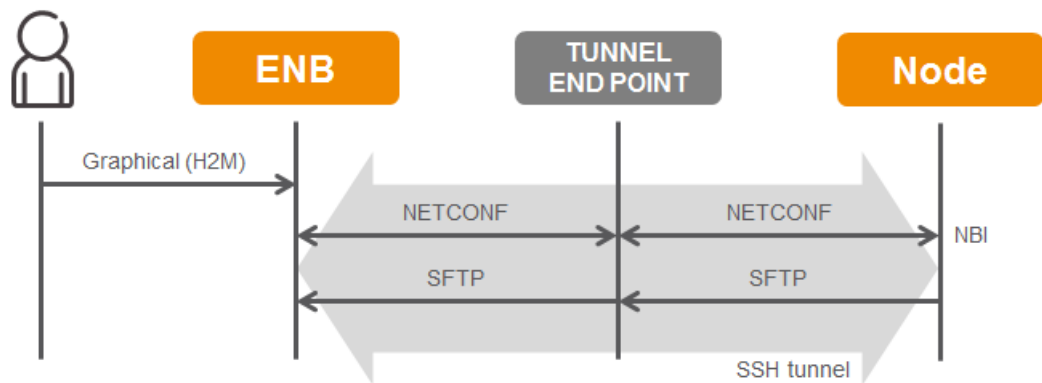 ENB
TUNNEL
END POINT
Node
Graphical (H2M)
NETCONF
NETCONF
NBI
SFTP
SFTP
SSH tunnel